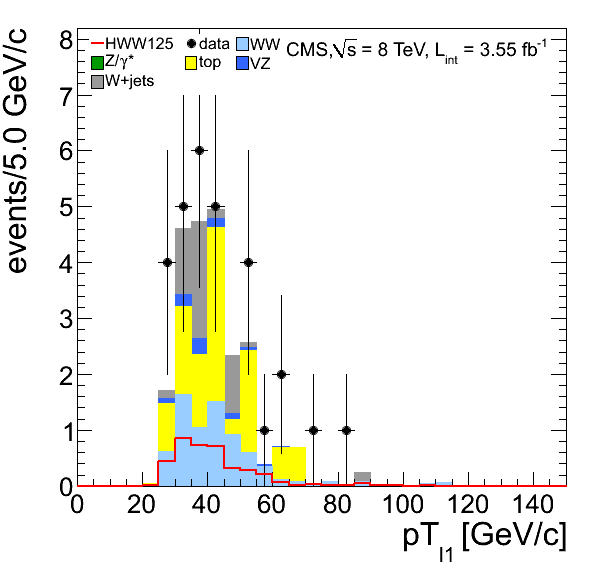 HWW125 data WW CMS,√s = 8 TeV, L_int = 3.55 fb⁻¹
Z/γ* top VZ
W+jets
events/5.0 GeV/c
8
7
6
5
4
3
2
1
0
0 20 40 60 80 100 120 140
pT_l1 [GeV/c]